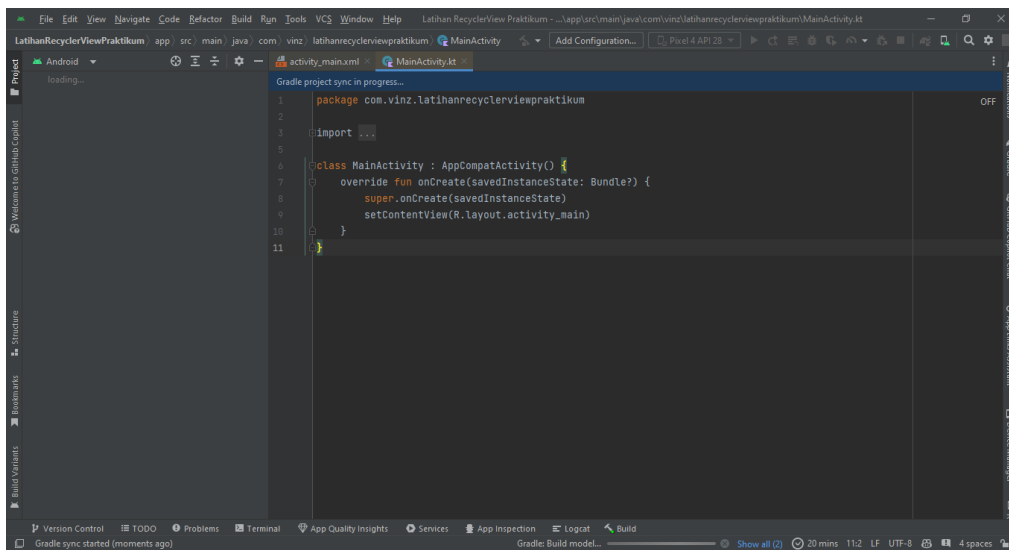 File Edit View Navigate Code Refactor Build Run Tools VCS Window Help Latihan RecyclerView Praktikum - ...\app\src\main\java\com\vinz\latihanrecyclerviewpraktikum\MainActivity.kt
LatihanRecyclerViewPraktikum app src main java com vinz latihanrecyclerviewpraktikum MainActivity Add Configuration... Pixel 4 API 28
Project
Android
activity_main.xml MainActivity.kt
loading...
Gradle project sync in progress...
OFF
1 package com.vinz.latihanrecyclerviewpraktikum
2
3 import ...
5
6 class MainActivity : AppCompatActivity() {
7 override fun onCreate(savedInstanceState: Bundle?) {
8 super.onCreate(savedInstanceState)
9 setContentView(R.layout.activity_main)
10 }
11 }
Welcome to GitHub Copilot
Structure
Bookmarks
Build Variants
Version Control TODO Problems Terminal App Quality Insights Services App Inspection Logcat Build
Gradle sync started (moments ago) Gradle: Build model... Show all (2) 20 mins 11:2 LF UTF-8 4 spaces